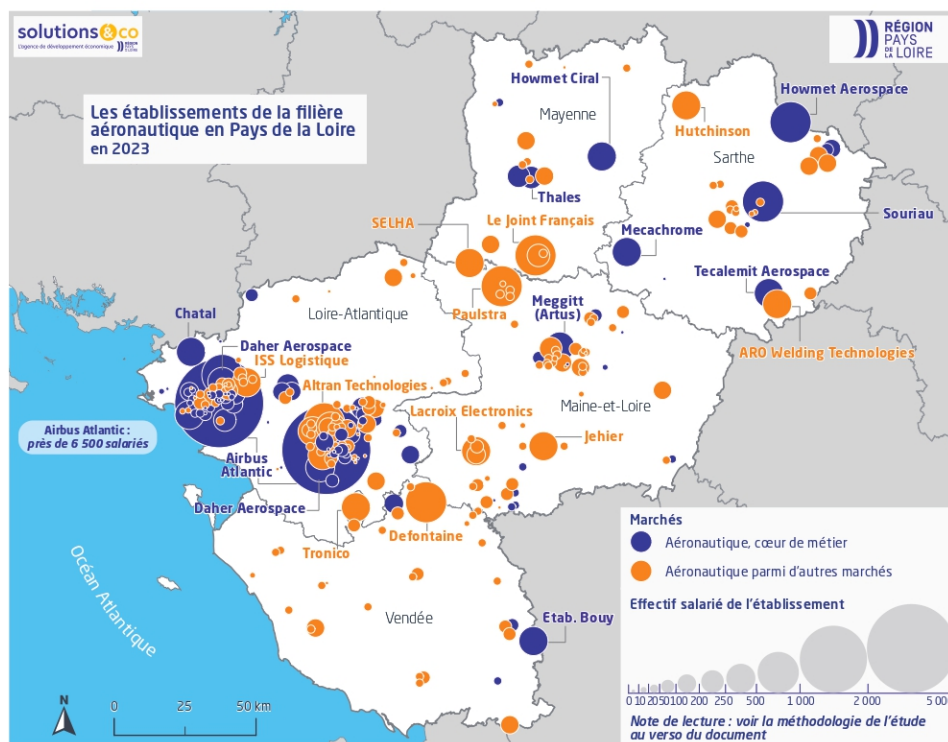 solutions&co
L'agence de développement économique
RÉGION
PAYS
DE LA LOIRE
RÉGION
PAYS
DE LA LOIRE
Les établissements de la filière
aéronautique en Pays de la Loire
en 2023
Howmet Ciral
Mayenne
Howmet Aerospace
Hutchinson
Sarthe
Thales
Souriau
SELHA
Le Joint Français
Mecachrome
Tecalemit Aerospace
Chatal
Loire-Atlantique
Paulstra
Meggitt
(Artus)
Daher Aerospace
ISS Logistique
ARO Welding Technologies
Altran Technologies
Lacroix Electronics
Maine-et-Loire
Jehier
Airbus Atlantic :
près de 6 500 salariés
Airbus
Atlantic
Daher Aerospace
Defontaine
Tronico
Océan Atlantique
Vendée
Etab. Bouy
Marchés
Aéronautique, cœur de métier
Aéronautique parmi d'autres marchés
Effectif salarié de l'établissement
0 10 20 50 100 200 250 500 1 000 2 000 5 000
Note de lecture : voir la méthodologie de l'étude
au verso du document
N
0 25 50 km